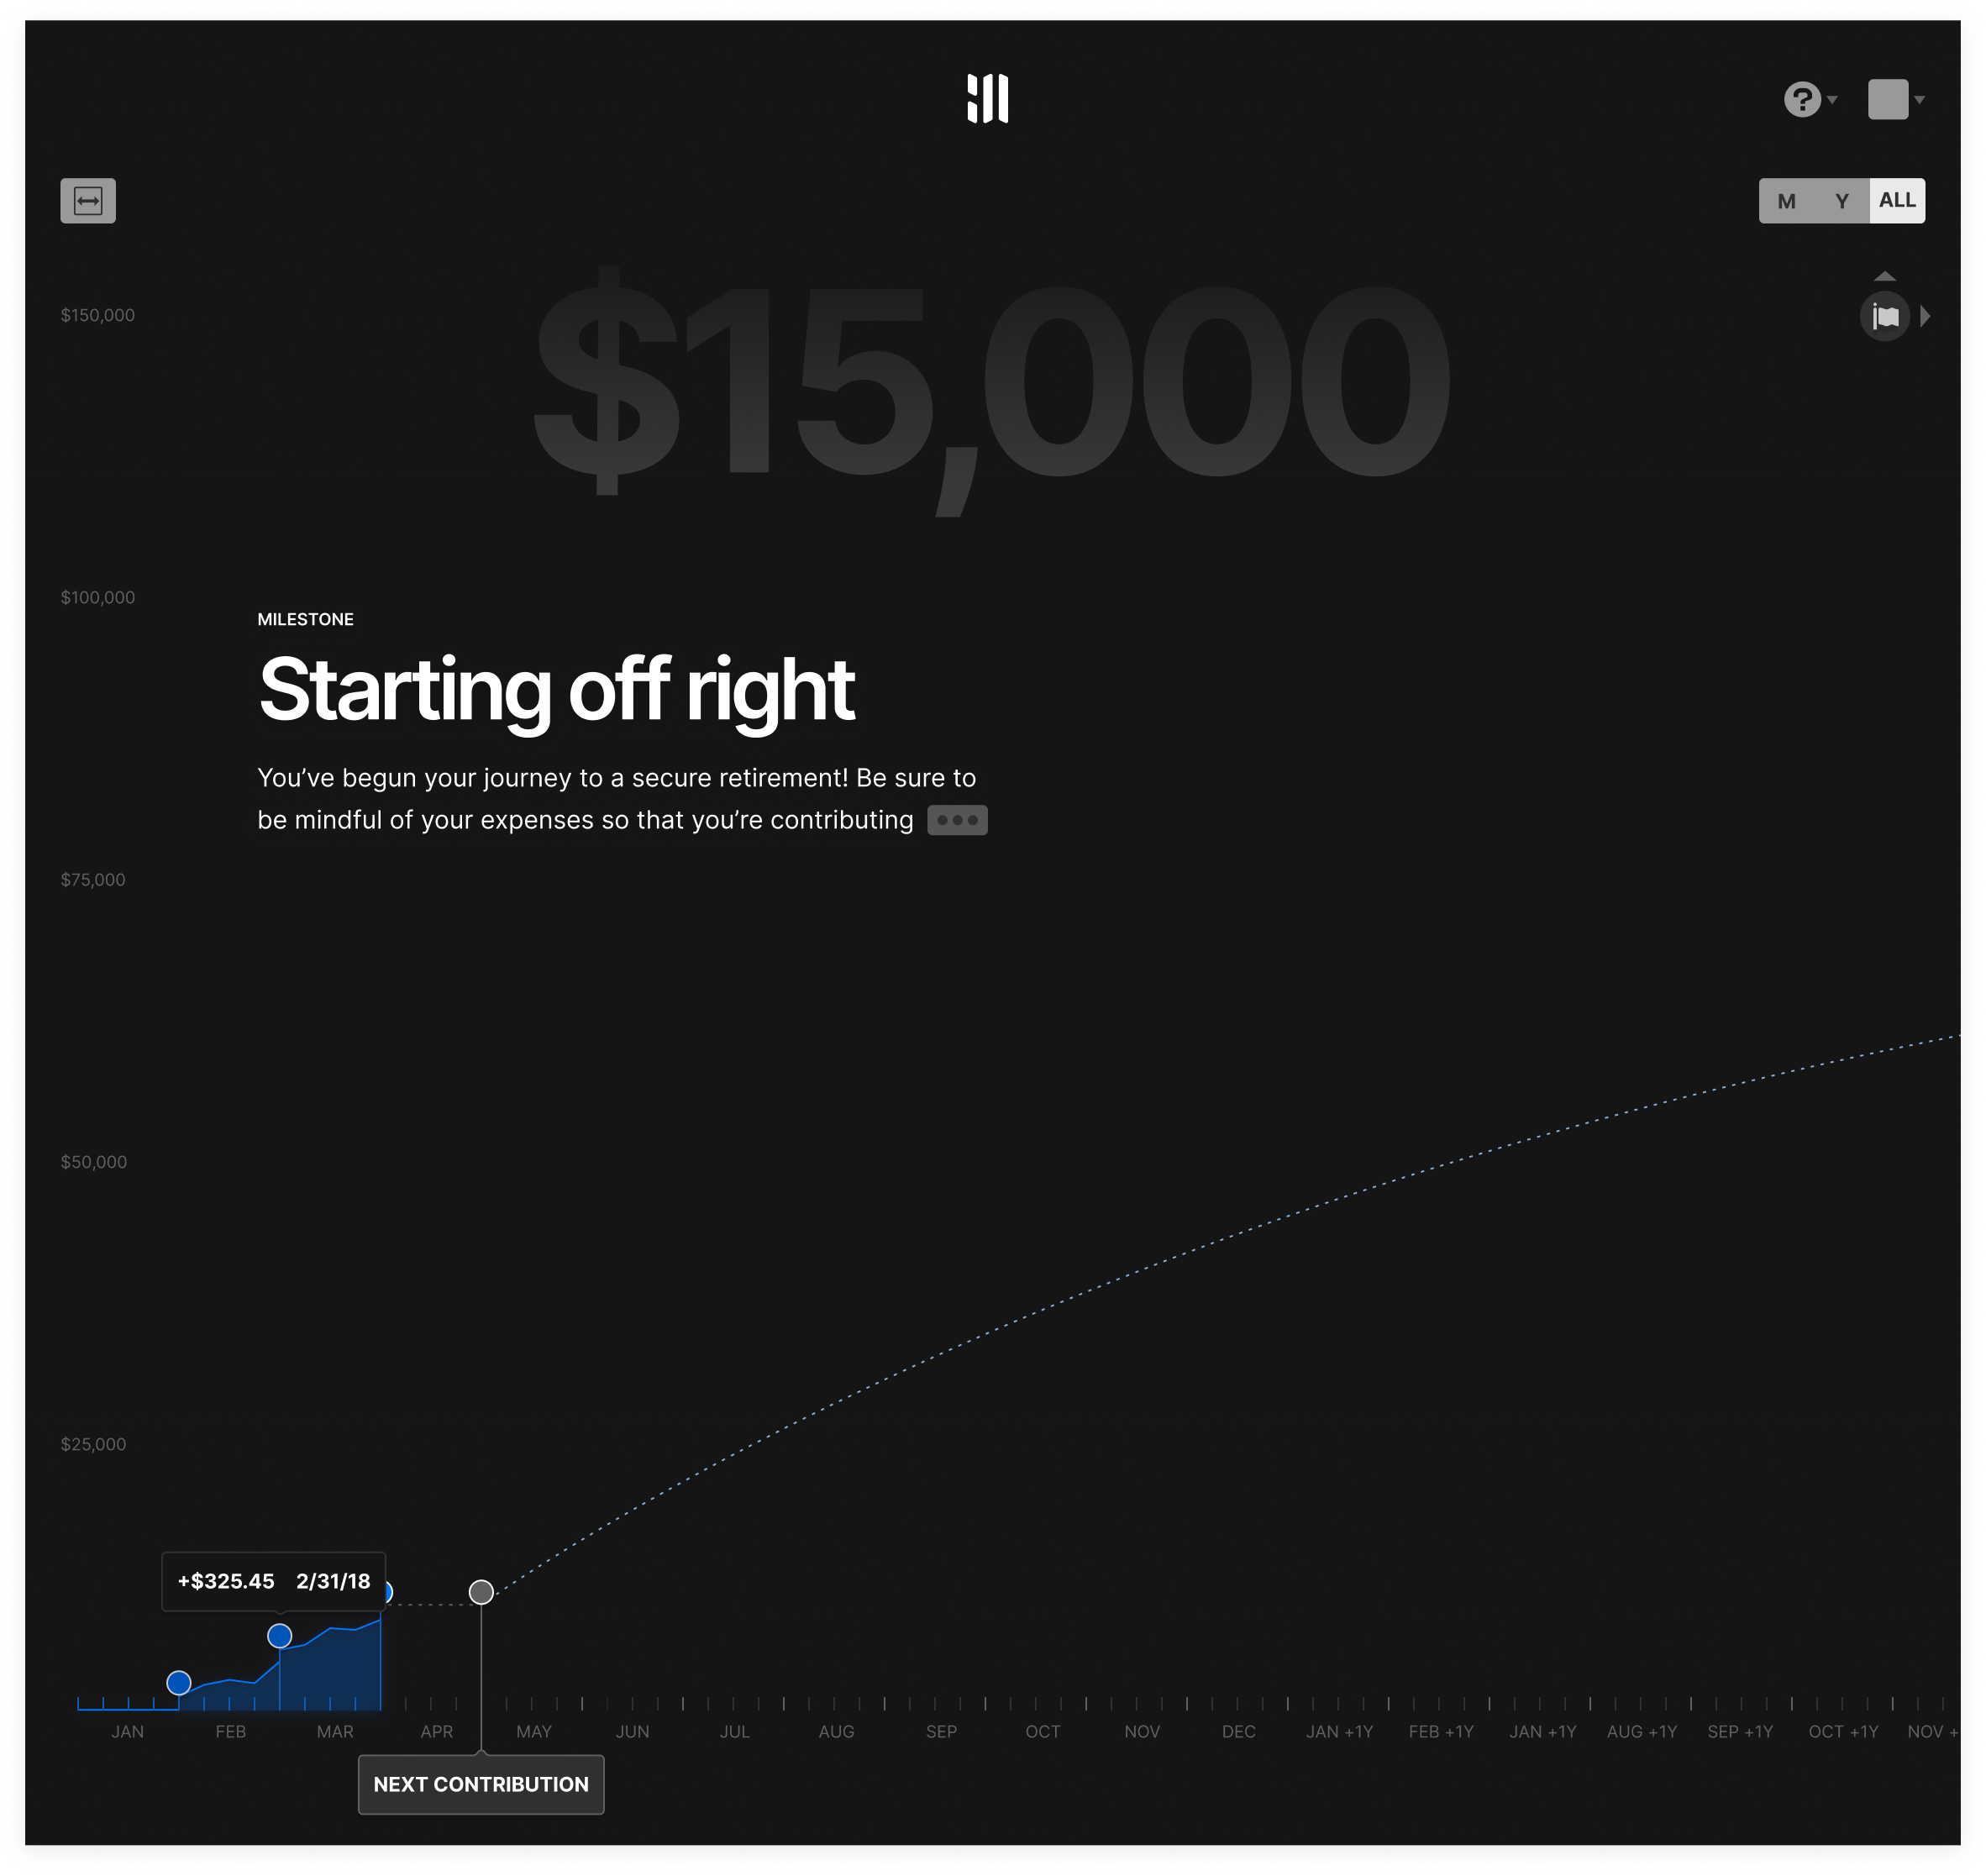 ?
M Y ALL
$15,000
$150,000
$100,000
MILESTONE
Starting off right
You’ve begun your journey to a secure retirement! Be sure to
be mindful of your expenses so that you’re contributing
$75,000
$50,000
$25,000
+$325.45 2/31/18
JAN FEB MAR APR MAY JUN JUL AUG SEP OCT NOV DEC JAN +1Y FEB +1Y JAN +1Y AUG +1Y SEP +1Y OCT +1Y NOV +
NEXT CONTRIBUTION